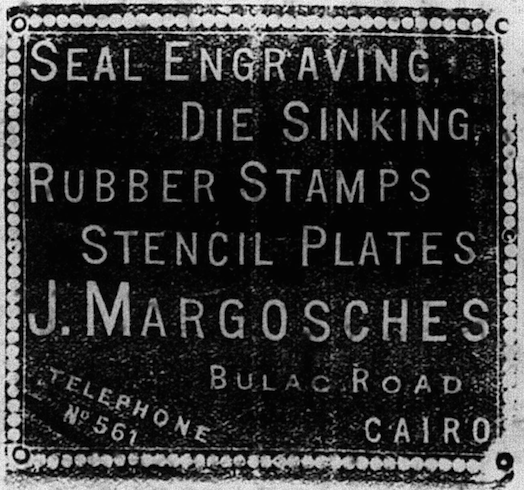 SEAL ENGRAVING,
DIE SINKING,
RUBBER STAMPS
STENCIL PLATES
J. MARGOSCHES
BULAC ROAD
TELEPHONE
Nº 561
CAIRO